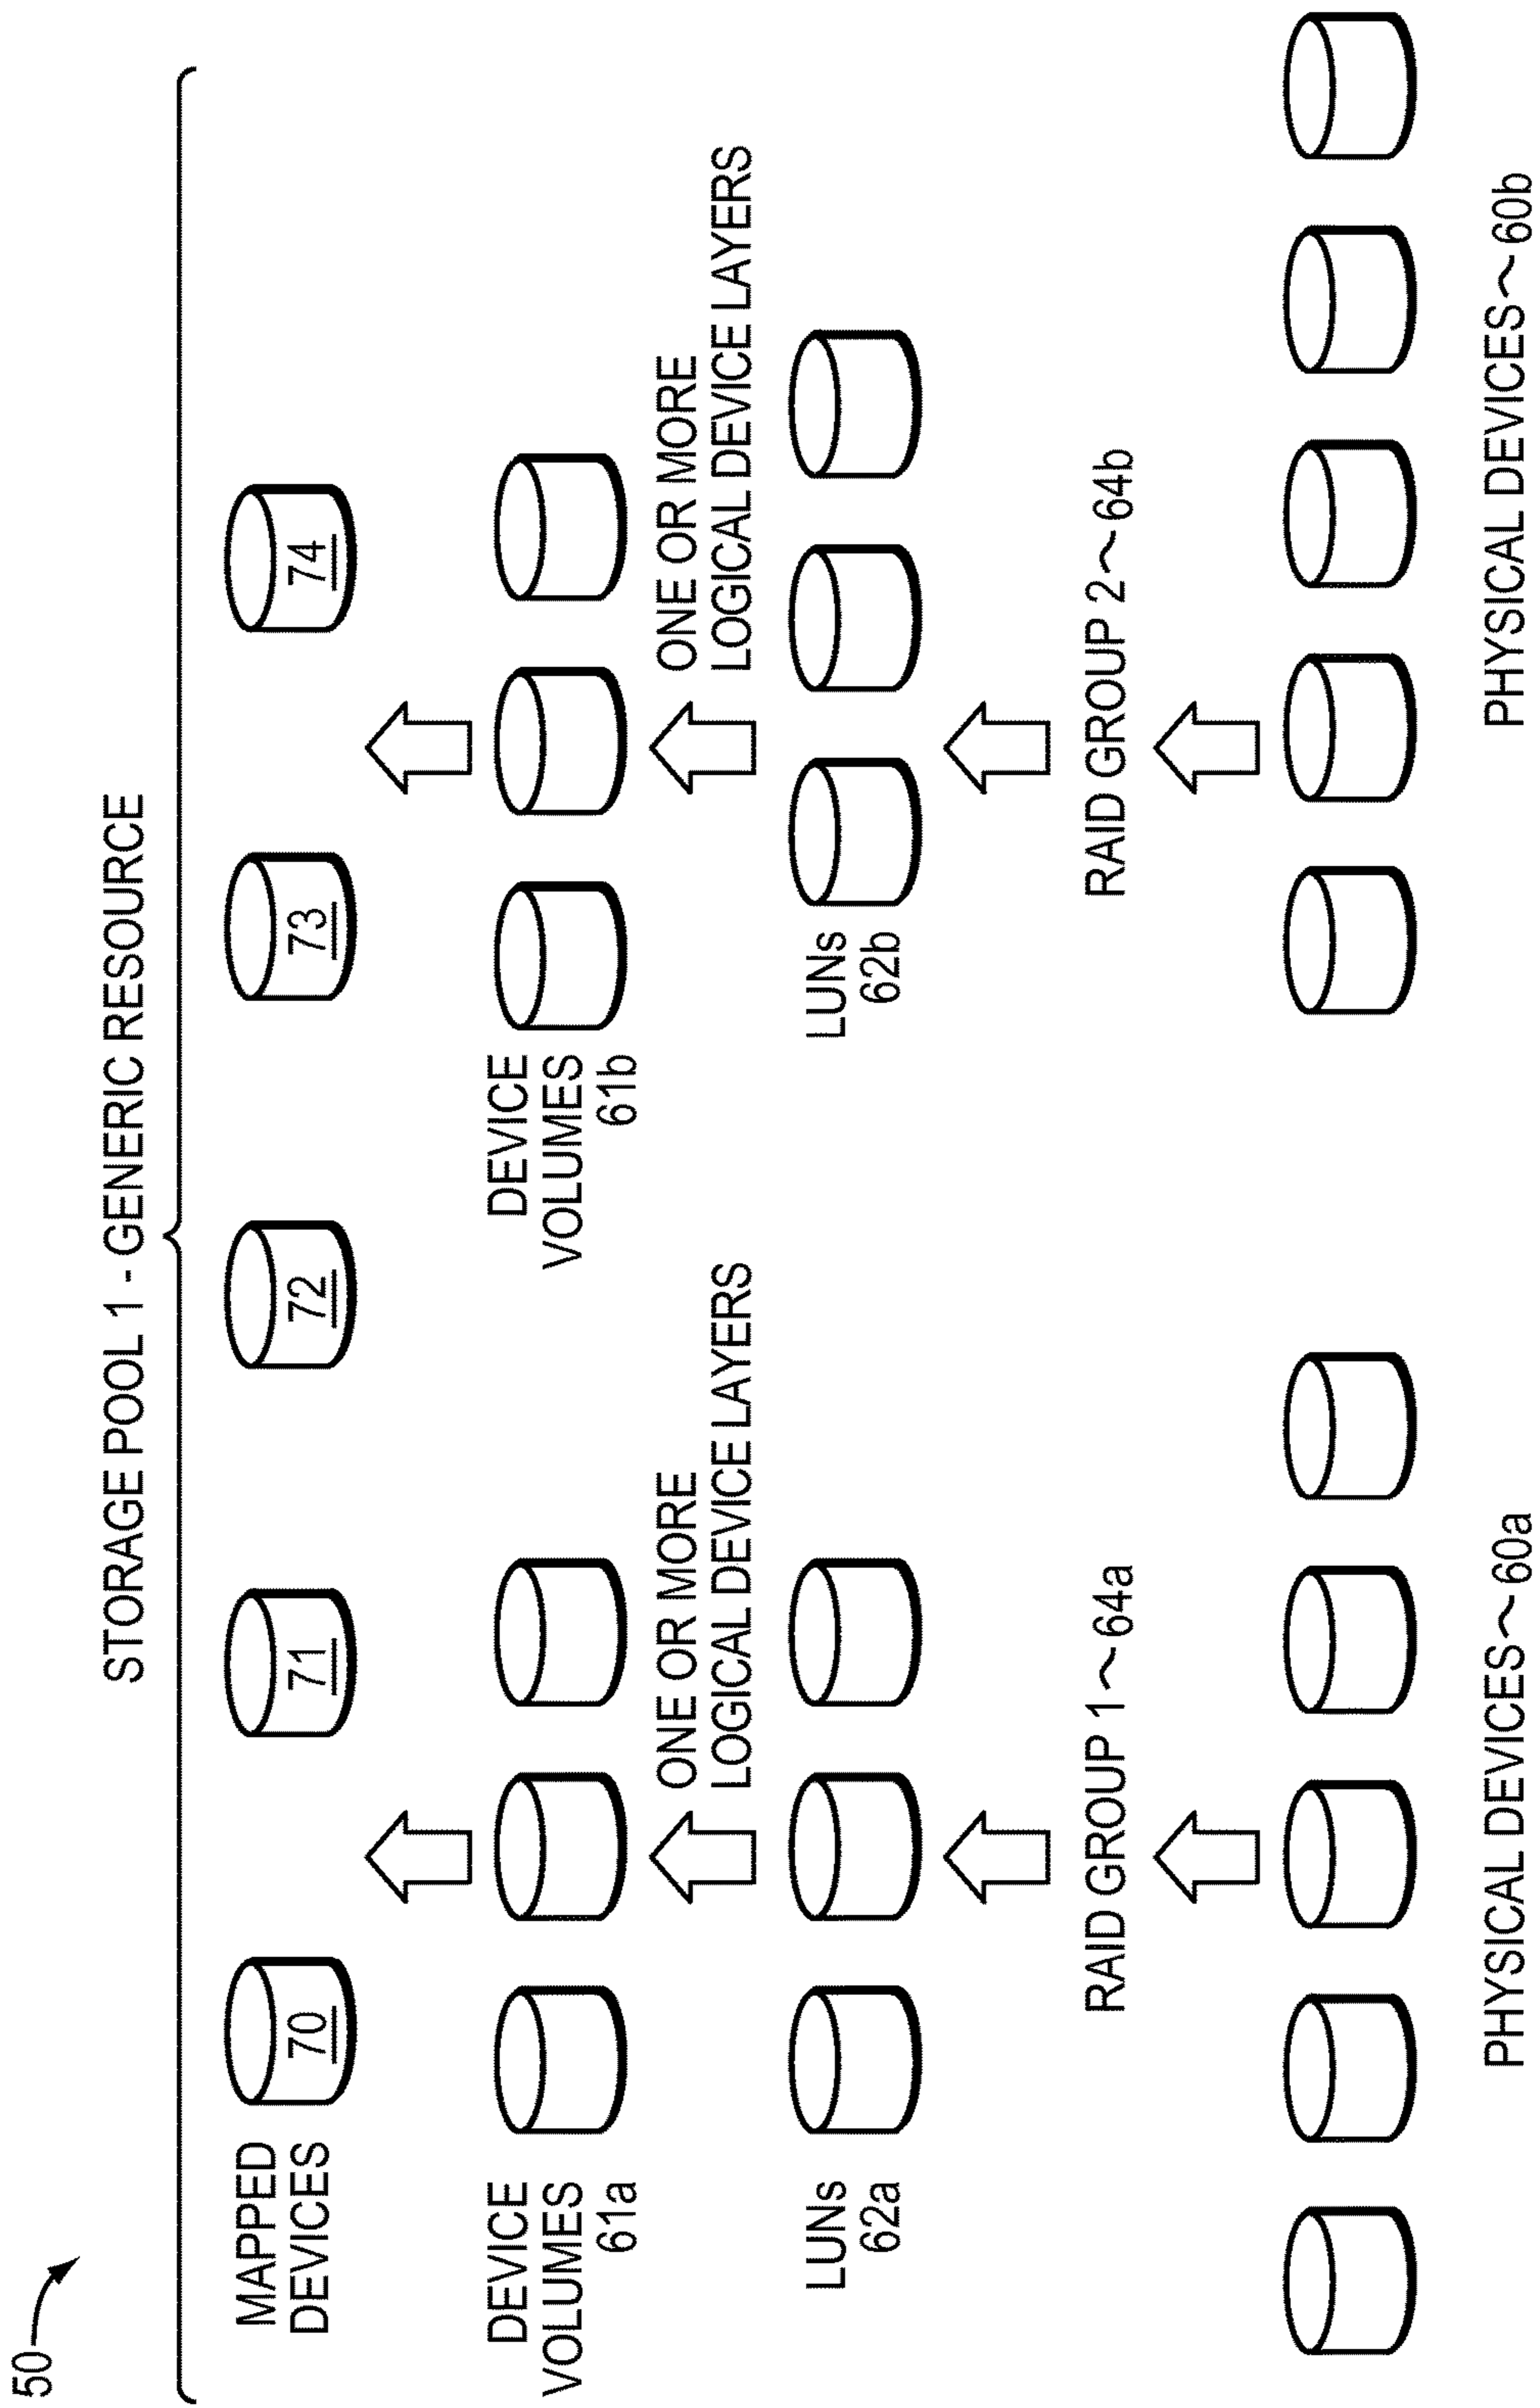 50
STORAGE POOL 1 - GENERIC RESOURCE
MAPPED
DEVICES
70
71
72
73
74
DEVICE
VOLUMES
61a
DEVICE
VOLUMES
61b
ONE OR MORE
LOGICAL DEVICE LAYERS
ONE OR MORE
LOGICAL DEVICE LAYERS
LUNs
62a
LUNs
62b
RAID GROUP 1~64a
RAID GROUP 2~64b
PHYSICAL DEVICES~60a
PHYSICAL DEVICES~60b